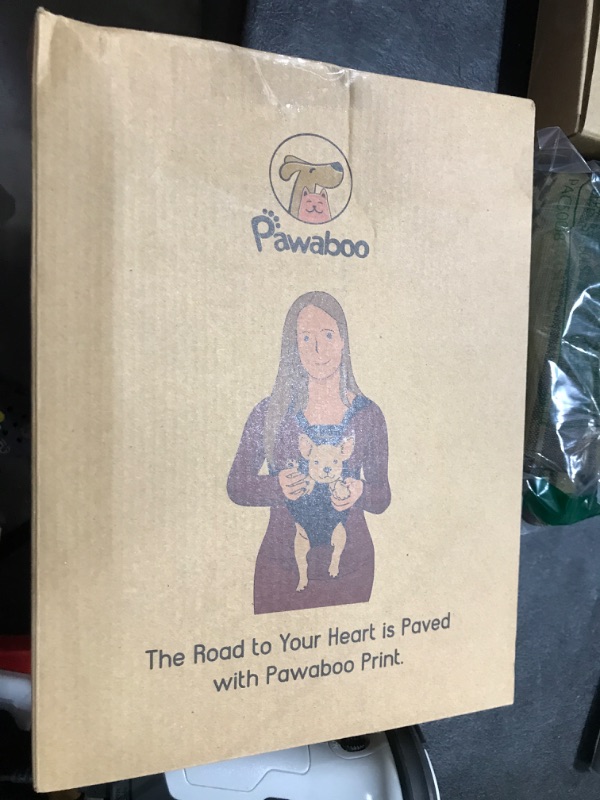 Pawaboo
The Road to Your Heart is Paved
with Pawaboo Print.